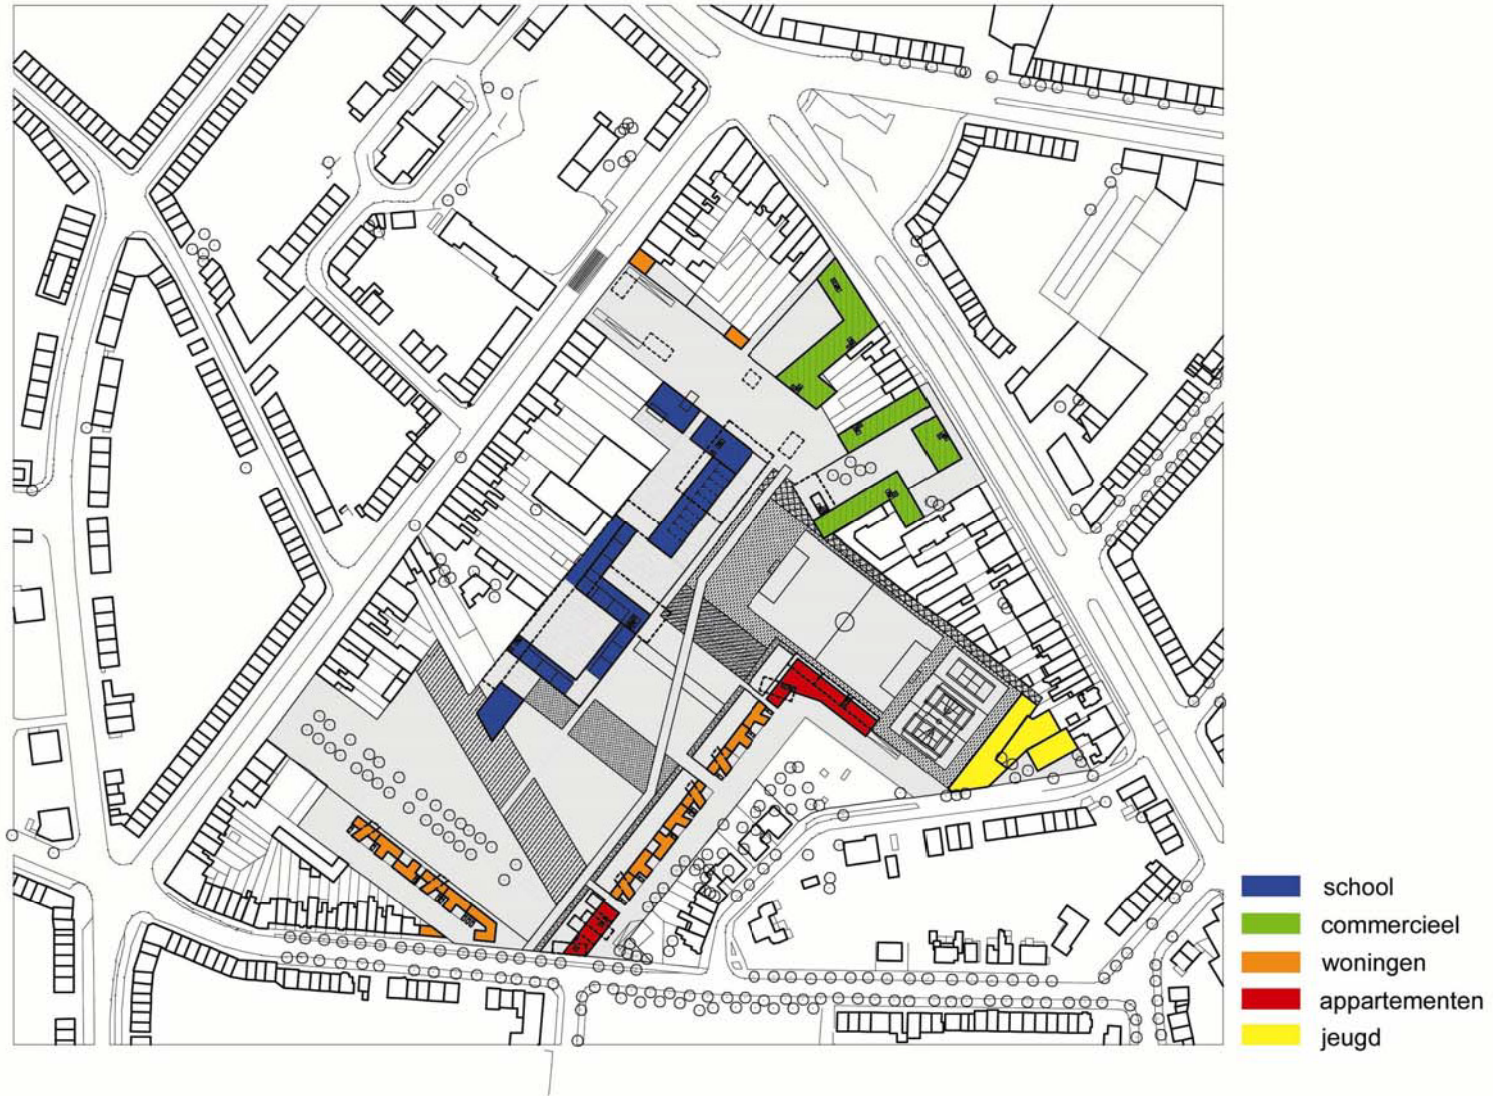 school
commercieel
woningen
appartementen
jeugd